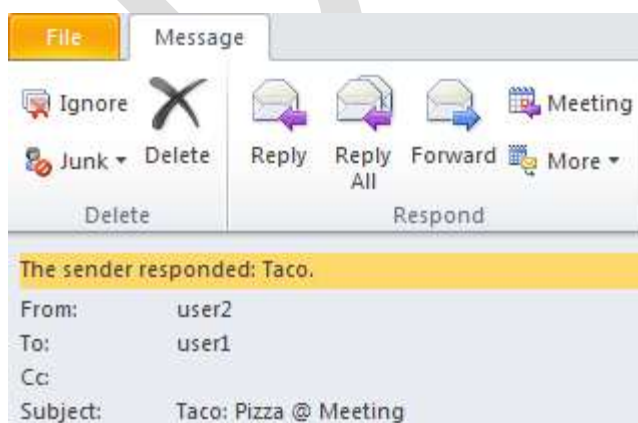 File Message
Ignore
Junk Delete Reply Reply All Forward Meeting
More
Delete Respond
The sender responded: Taco.
From: user2
To: user1
Cc:
Subject: Taco: Pizza @ Meeting